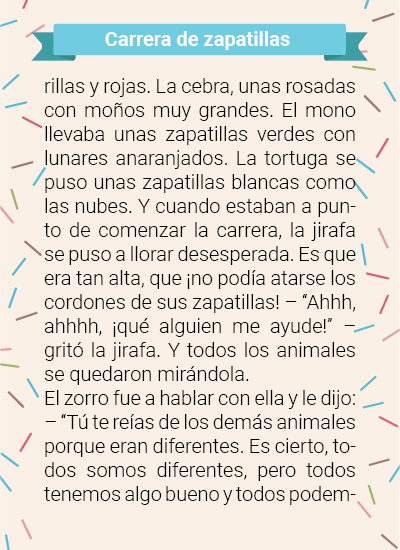 Carrera de zapatillas
rillas y rojas. La cebra, unas rosadas
con moños muy grandes. El mono
llevaba unas zapatillas verdes con
lunares anaranjados. La tortuga se
puso unas zapatillas blancas como
las nubes. Y cuando estaban a pun-
to de comenzar la carrera, la jirafa
se puso a llorar desesperada. Es que
era tan alta, que ¡no podía atarse los
cordones de sus zapatillas! – “Ahhh,
ahhhh, ¡qué alguien me ayude!” –
gritó la jirafa. Y todos los animales
se quedaron mirándola.
El zorro fue a hablar con ella y le dijo:
– “Tú te reías de los demás animales
porque eran diferentes. Es cierto, to-
dos somos diferentes, pero todos
tenemos algo bueno y todos podem-